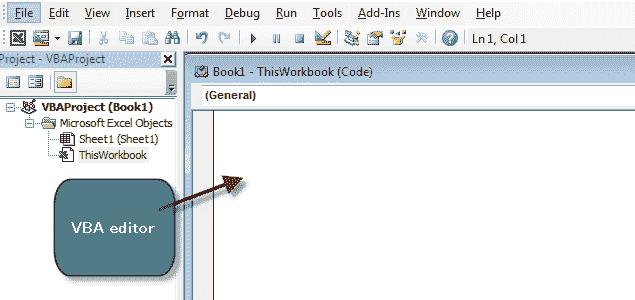 File Edit View Insert Format Debug Run Tools Add-Ins Window Help
Ln 1, Col 1
Project - VBAProject
Book1 - ThisWorkbook (Code)
(General)
VBAProject (Book1)
Microsoft Excel Objects
Sheet1 (Sheet1)
ThisWorkbook
VBA editor